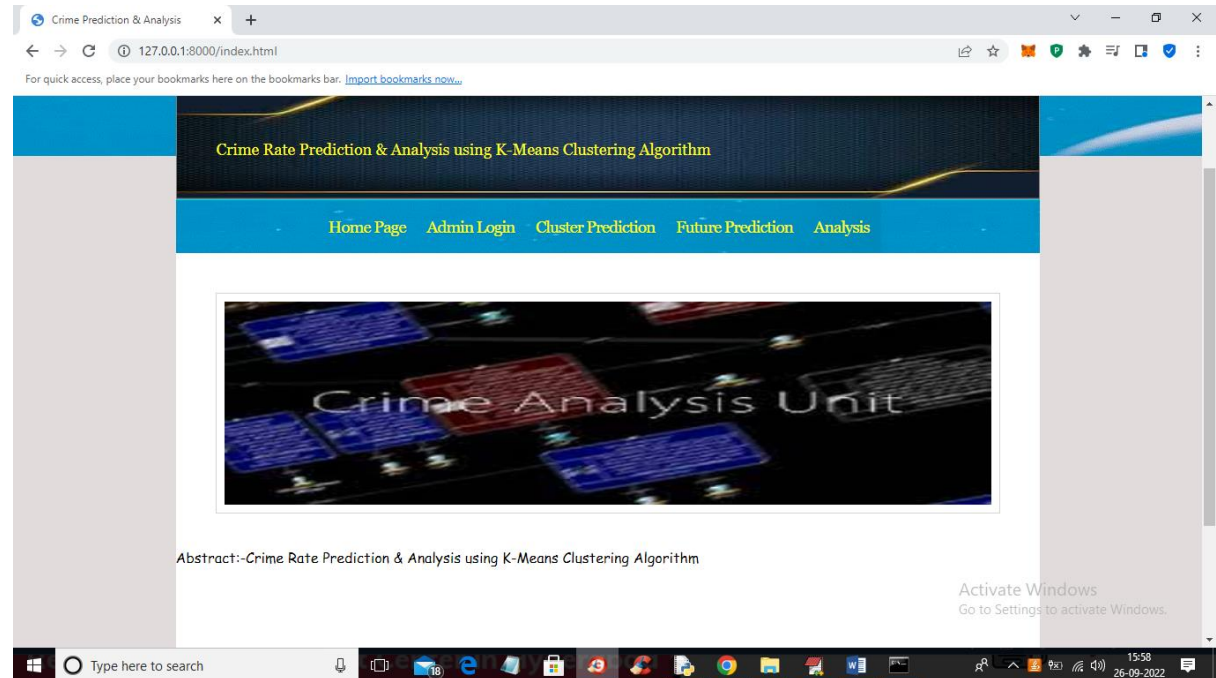 Crime Prediction & Analysis
127.0.0.1:8000/index.html
For quick access, place your bookmarks here on the bookmarks bar. Import bookmarks now...
Crime Rate Prediction & Analysis using K-Means Clustering Algorithm
Home Page Admin Login Cluster Prediction Future Prediction Analysis
Crime Analysis Unit
Abstract:-Crime Rate Prediction & Analysis using K-Means Clustering Algorithm
Activate Windows
Go to Settings to activate Windows.
Type here to search
18
15:58
26-09-2022